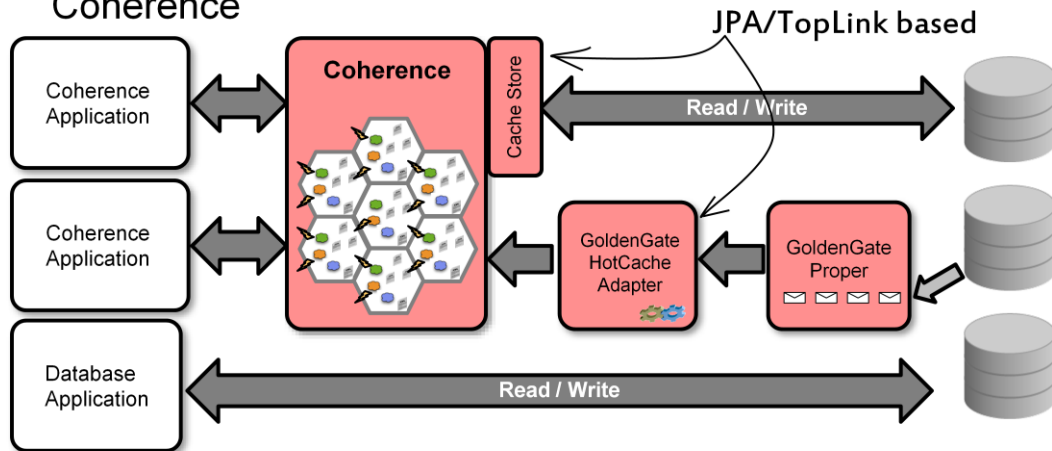 Coherence
JPA/TopLink based
Coherence
Application
Coherence
Cache Store
Read / Write
Coherence
Application
GoldenGate
HotCache
Adapter
GoldenGate
Proper
Database
Application
Read / Write